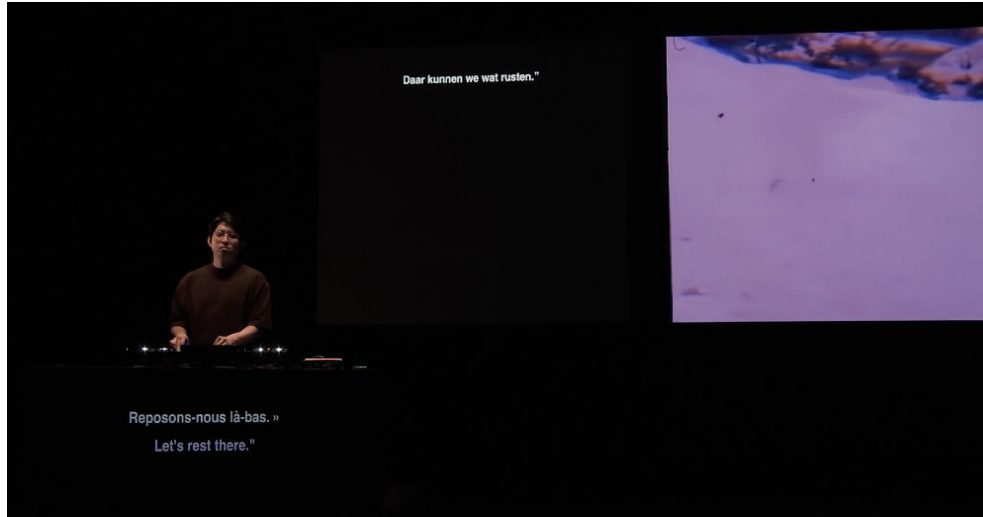 Daar kunnen we wat rusten.”
Reposons-nous là-bas. »
Let's rest there."